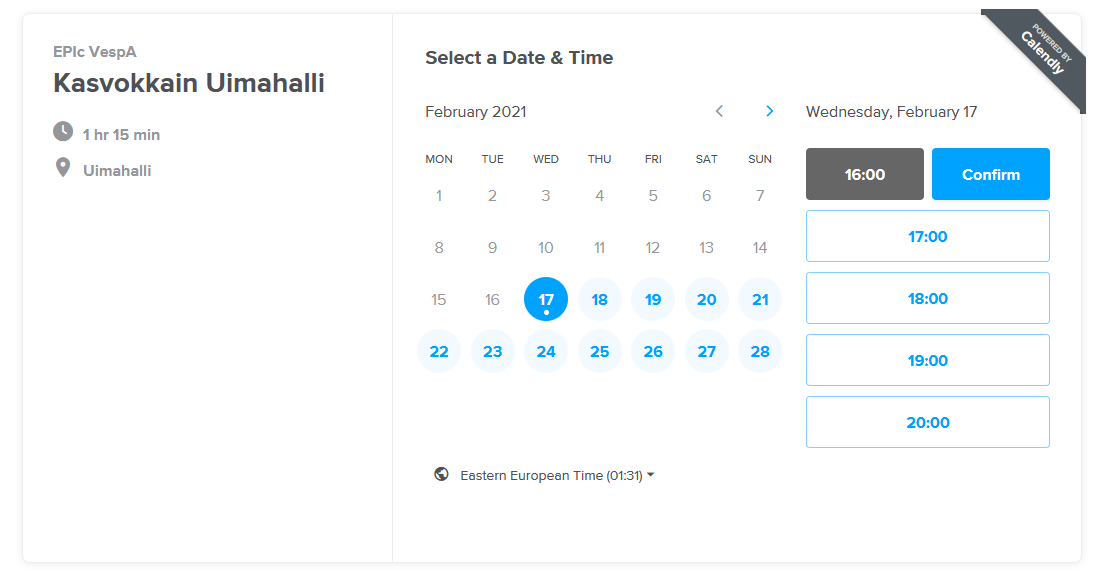 EPIc VespA
Kasvokkain Uimahalli
1 hr 15 min
Uimahalli
Select a Date & Time
February 2021
MON TUE WED THU FRI SAT SUN
1 2 3 4 5 6 7
8 9 10 11 12 13 14
15 16 17 18 19 20 21
22 23 24 25 26 27 28
Eastern European Time (01:31)
Wednesday, February 17
16:00 Confirm
17:00
18:00
19:00
20:00
POWERED BY
Calendly